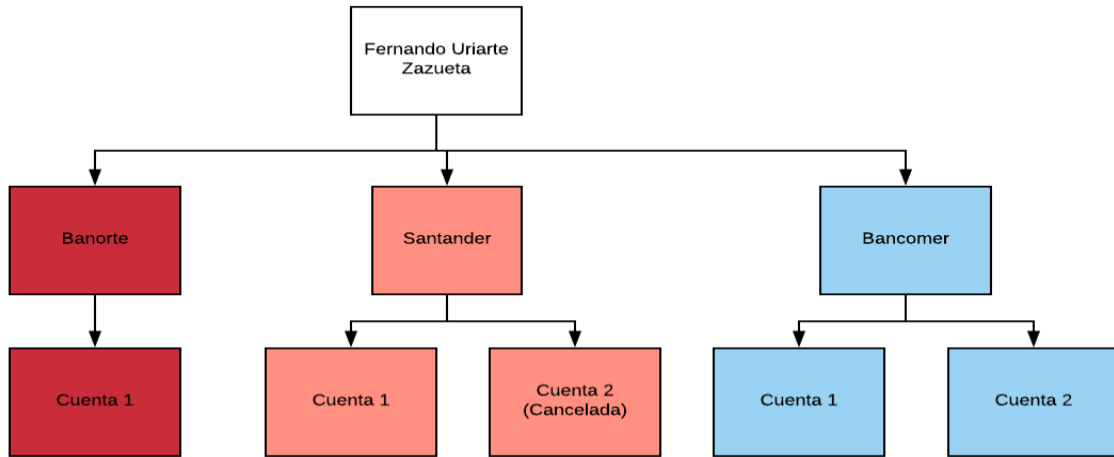 Fernando Uriarte
Zazueta
Banorte
Santander
Bancomer
Cuenta 1
Cuenta 1
Cuenta 2
(Cancelada)
Cuenta 1
Cuenta 2